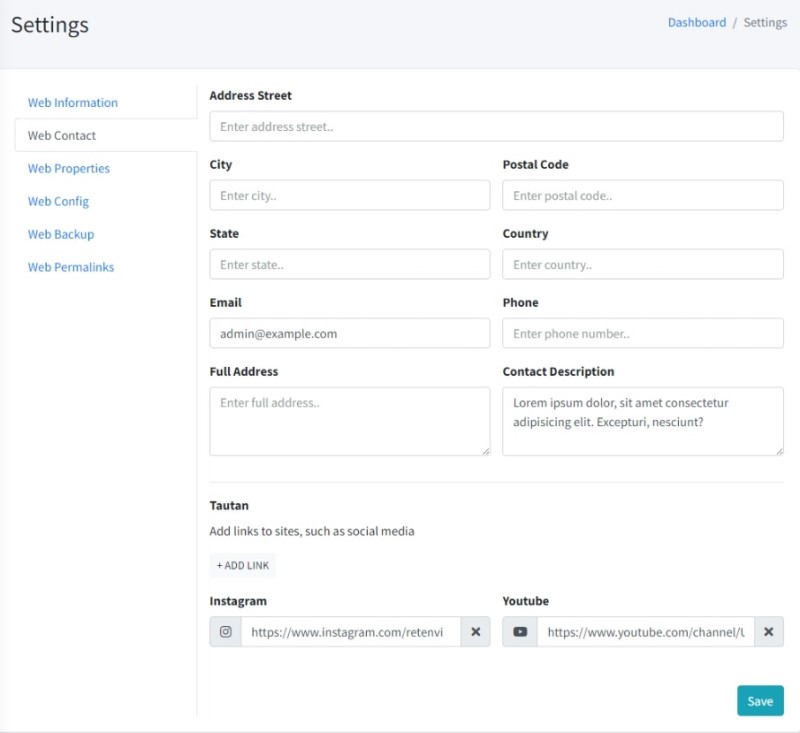 Settings
Dashboard / Settings
Web Information
Web Contact
Web Properties
Web Config
Web Backup
Web Permalinks
Address Street
Enter address street..
City
Postal Code
Enter city..
Enter postal code..
State
Country
Enter state..
Enter country..
Email
Phone
admin@example.com
Enter phone number..
Full Address
Contact Description
Enter full address..
Lorem ipsum dolor, sit amet consectetur
adipisicing elit. Excepturi, nesciunt?
Tautan
Add links to sites, such as social media
+ ADD LINK
Instagram
Youtube
https://www.instagram.com/retenvi
https://www.youtube.com/channel/U
Save